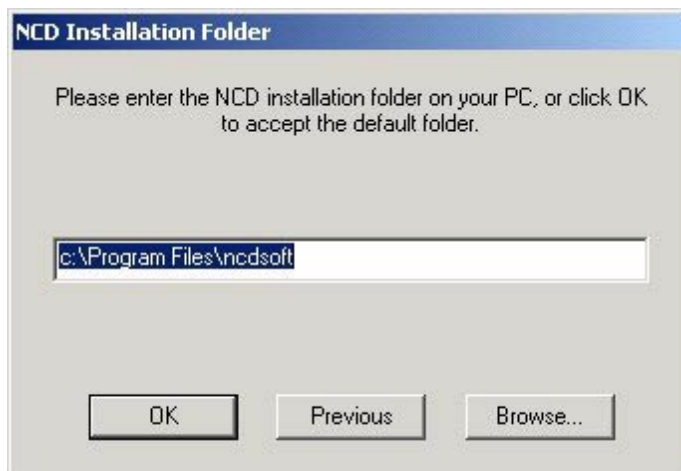 NCD Installation Folder
Please enter the NCD installation folder on your PC, or click OK
to accept the default folder.
c:\Program Files\ncdsoft
OK Previous Browse...